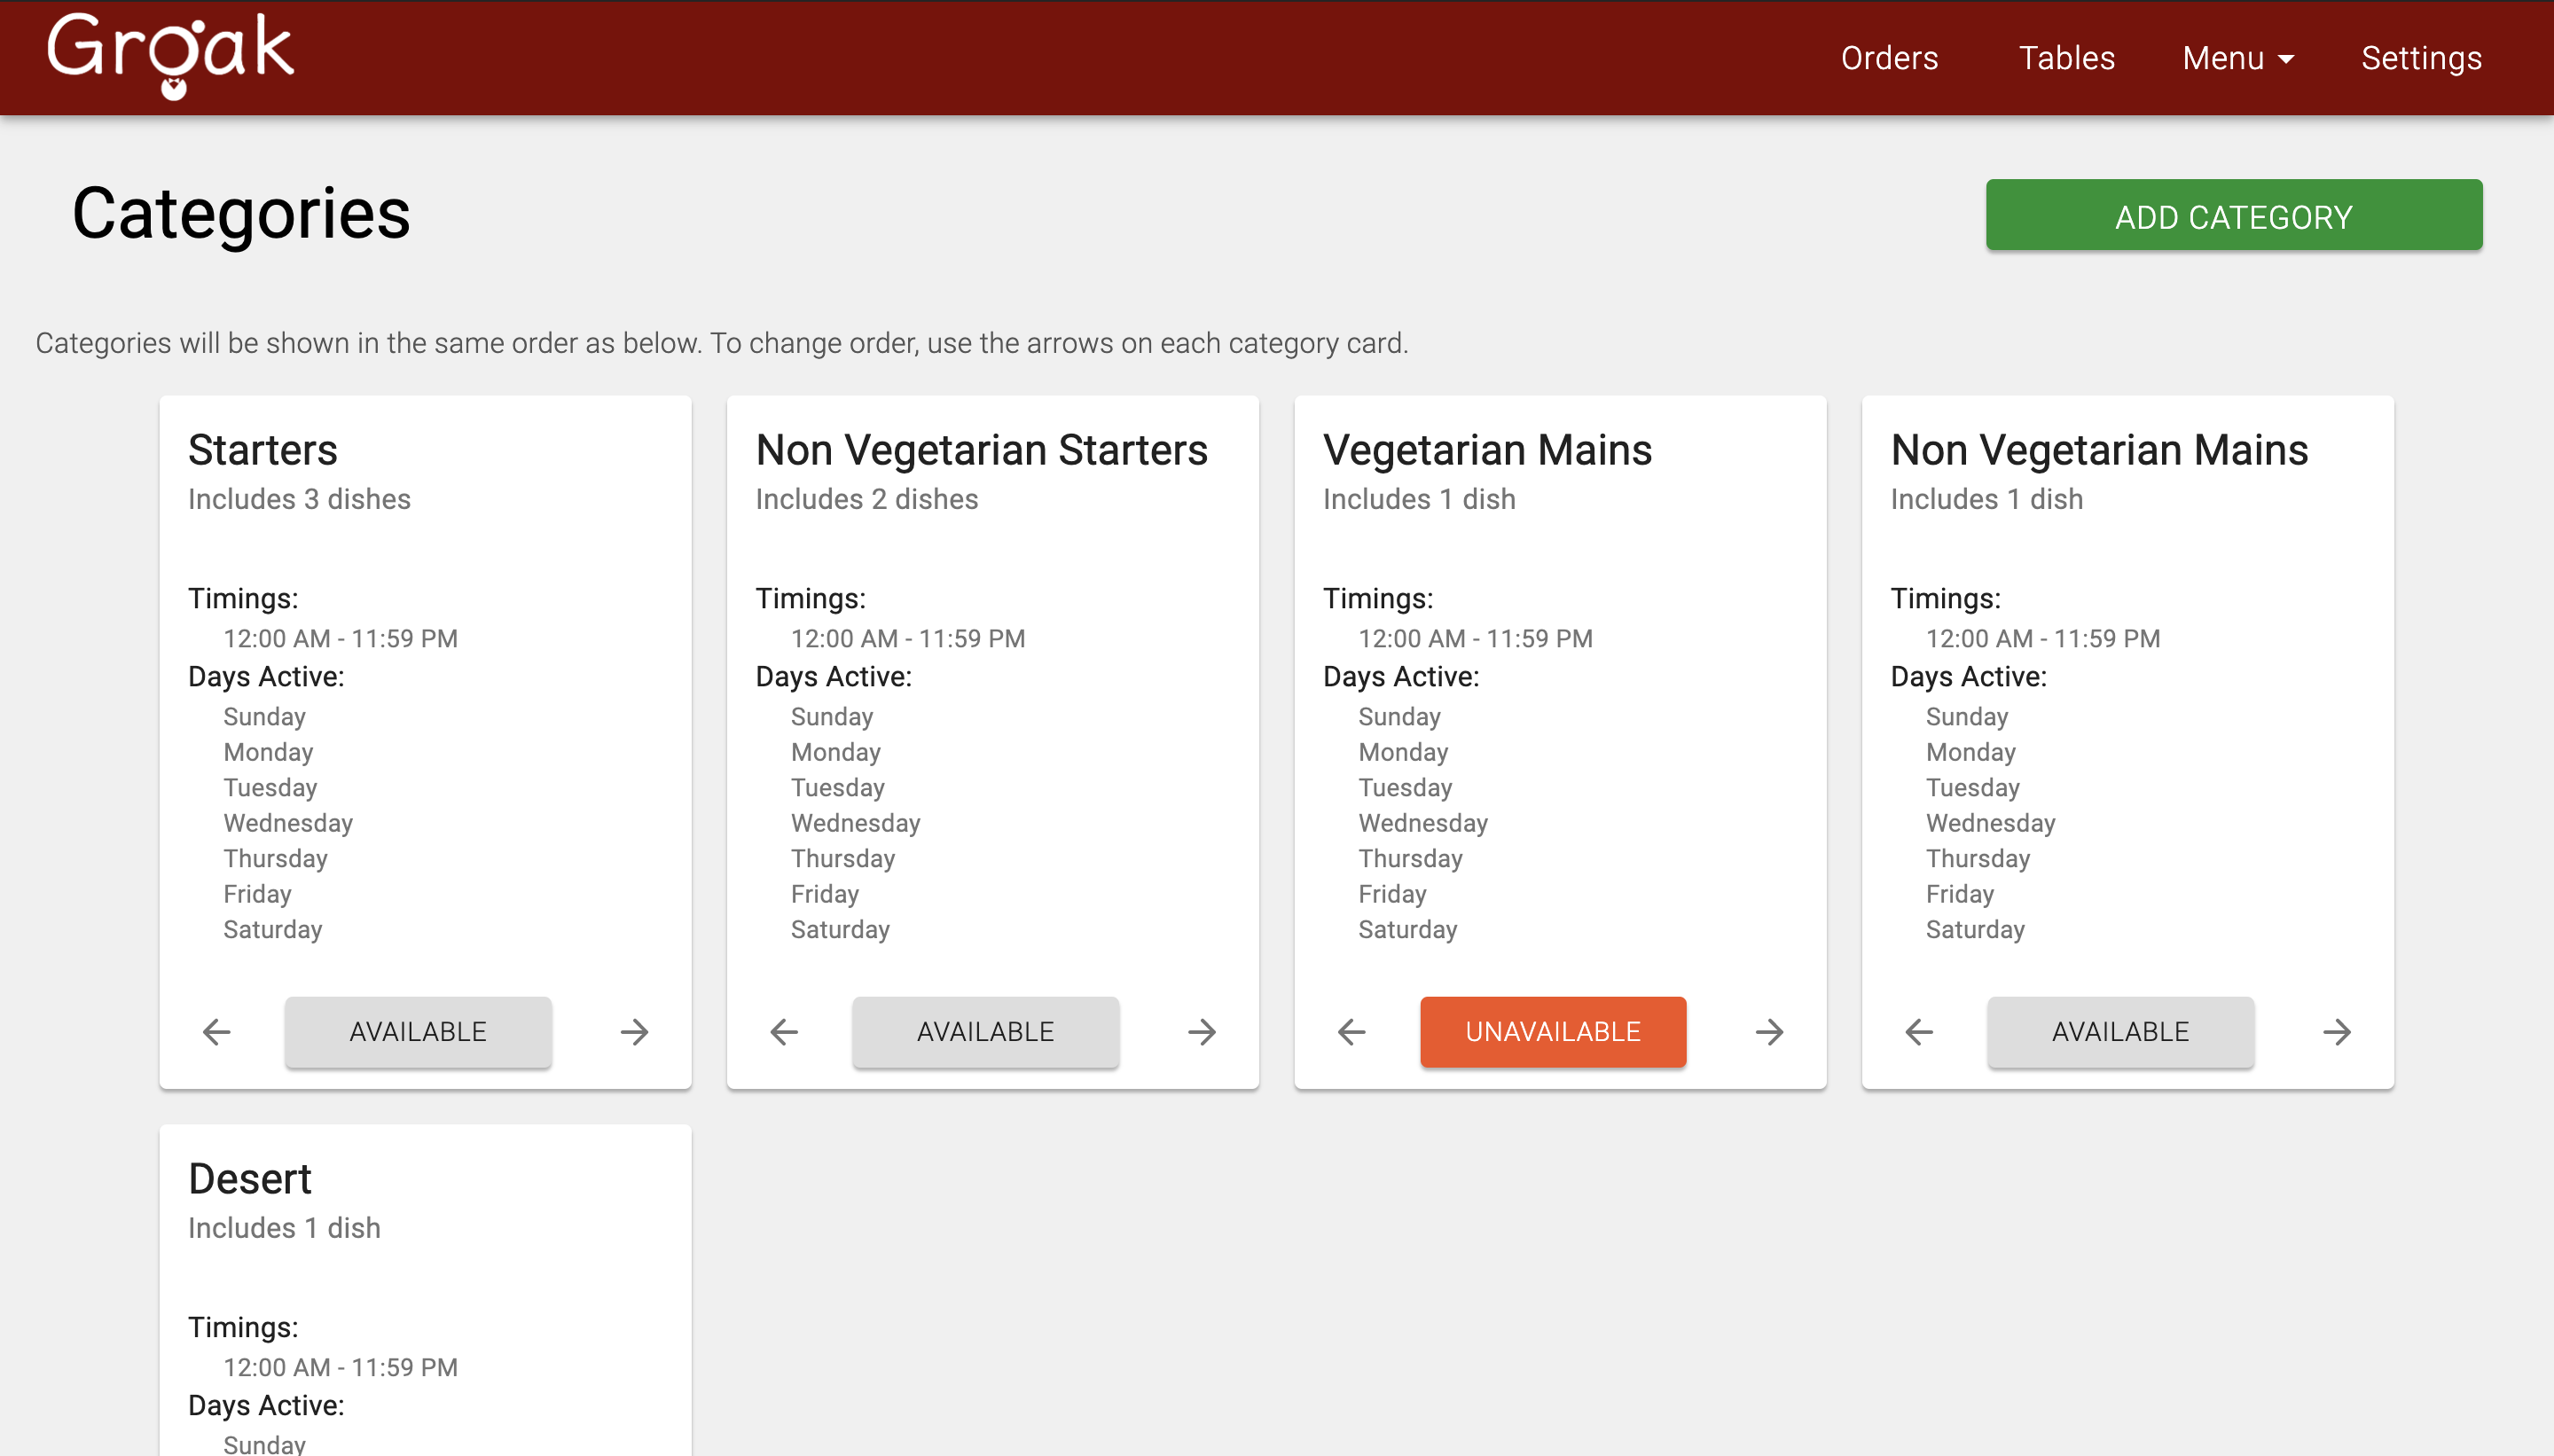 Groak
Orders Tables Menu Settings
Categories
ADD CATEGORY
Categories will be shown in the same order as below. To change order, use the arrows on each category card.
Starters
Includes 3 dishes
Timings:
12:00 AM - 11:59 PM
Days Active:
Sunday
Monday
Tuesday
Wednesday
Thursday
Friday
Saturday
AVAILABLE
Non Vegetarian Starters
Includes 2 dishes
Timings:
12:00 AM - 11:59 PM
Days Active:
Sunday
Monday
Tuesday
Wednesday
Thursday
Friday
Saturday
AVAILABLE
Vegetarian Mains
Includes 1 dish
Timings:
12:00 AM - 11:59 PM
Days Active:
Sunday
Monday
Tuesday
Wednesday
Thursday
Friday
Saturday
UNAVAILABLE
Non Vegetarian Mains
Includes 1 dish
Timings:
12:00 AM - 11:59 PM
Days Active:
Sunday
Monday
Tuesday
Wednesday
Thursday
Friday
Saturday
AVAILABLE
Desert
Includes 1 dish
Timings:
12:00 AM - 11:59 PM
Days Active:
Sunday